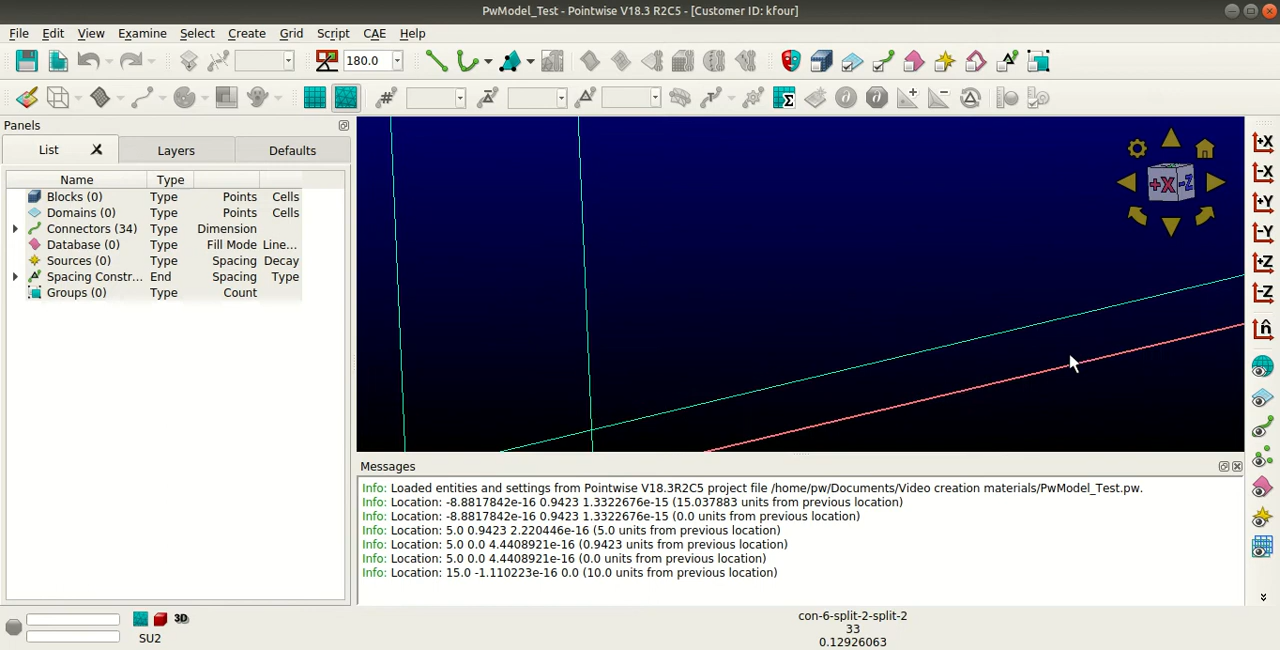 PwModel_Test - Pointwise V18.3 R2C5 - [Customer ID: kfour]
File Edit View Examine Select Create Grid Script CAE Help
180.0
Panels
List Layers Defaults
Name Type
Blocks (0) Type Points Cells
Domains (0) Type Points Cells
Connectors (34) Type Dimension
Database (0) Type Fill Mode Line...
Sources (0) Type Spacing Decay
Spacing Constr... End Spacing Type
Groups (0) Type Count
+X -Z
+X
-X
+Y
-Y
+Z
-Z
n̂
Messages
Info: Loaded entities and settings from Pointwise V18.3R2C5 project file /home/pw/Documents/Video creation materials/PwModel_Test.pw.
Info: Location: -8.8817842e-16 0.9423 1.3322676e-15 (15.037883 units from previous location)
Info: Location: -8.8817842e-16 0.9423 1.3322676e-15 (0.0 units from previous location)
Info: Location: 5.0 0.9423 2.220446e-16 (5.0 units from previous location)
Info: Location: 5.0 0.0 4.4408921e-16 (0.9423 units from previous location)
Info: Location: 5.0 0.0 4.4408921e-16 (0.0 units from previous location)
Info: Location: 15.0 -1.110223e-16 0.0 (10.0 units from previous location)
3D
SU2
con-6-split-2-split-2
33
0.12926063